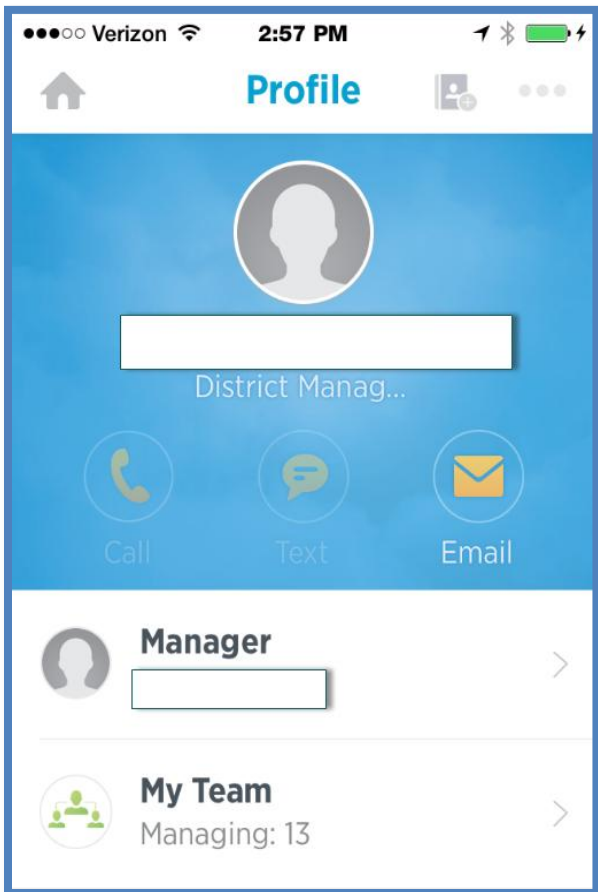 Verizon 2:57 PM
Profile
District Manag...
Call Text Email
Manager
My Team
Managing: 13